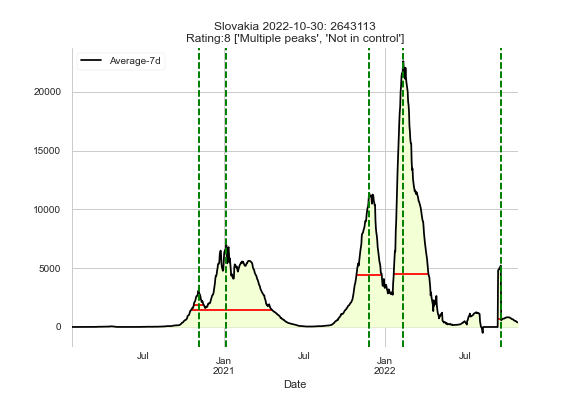 Slovakia 2022-10-30: 2643113
Rating:8 ['Multiple peaks', 'Not in control']
Average-7d
20000
15000
10000
5000
0
Jul
Jan
2021
Jul
Jan
2022
Jul
Date